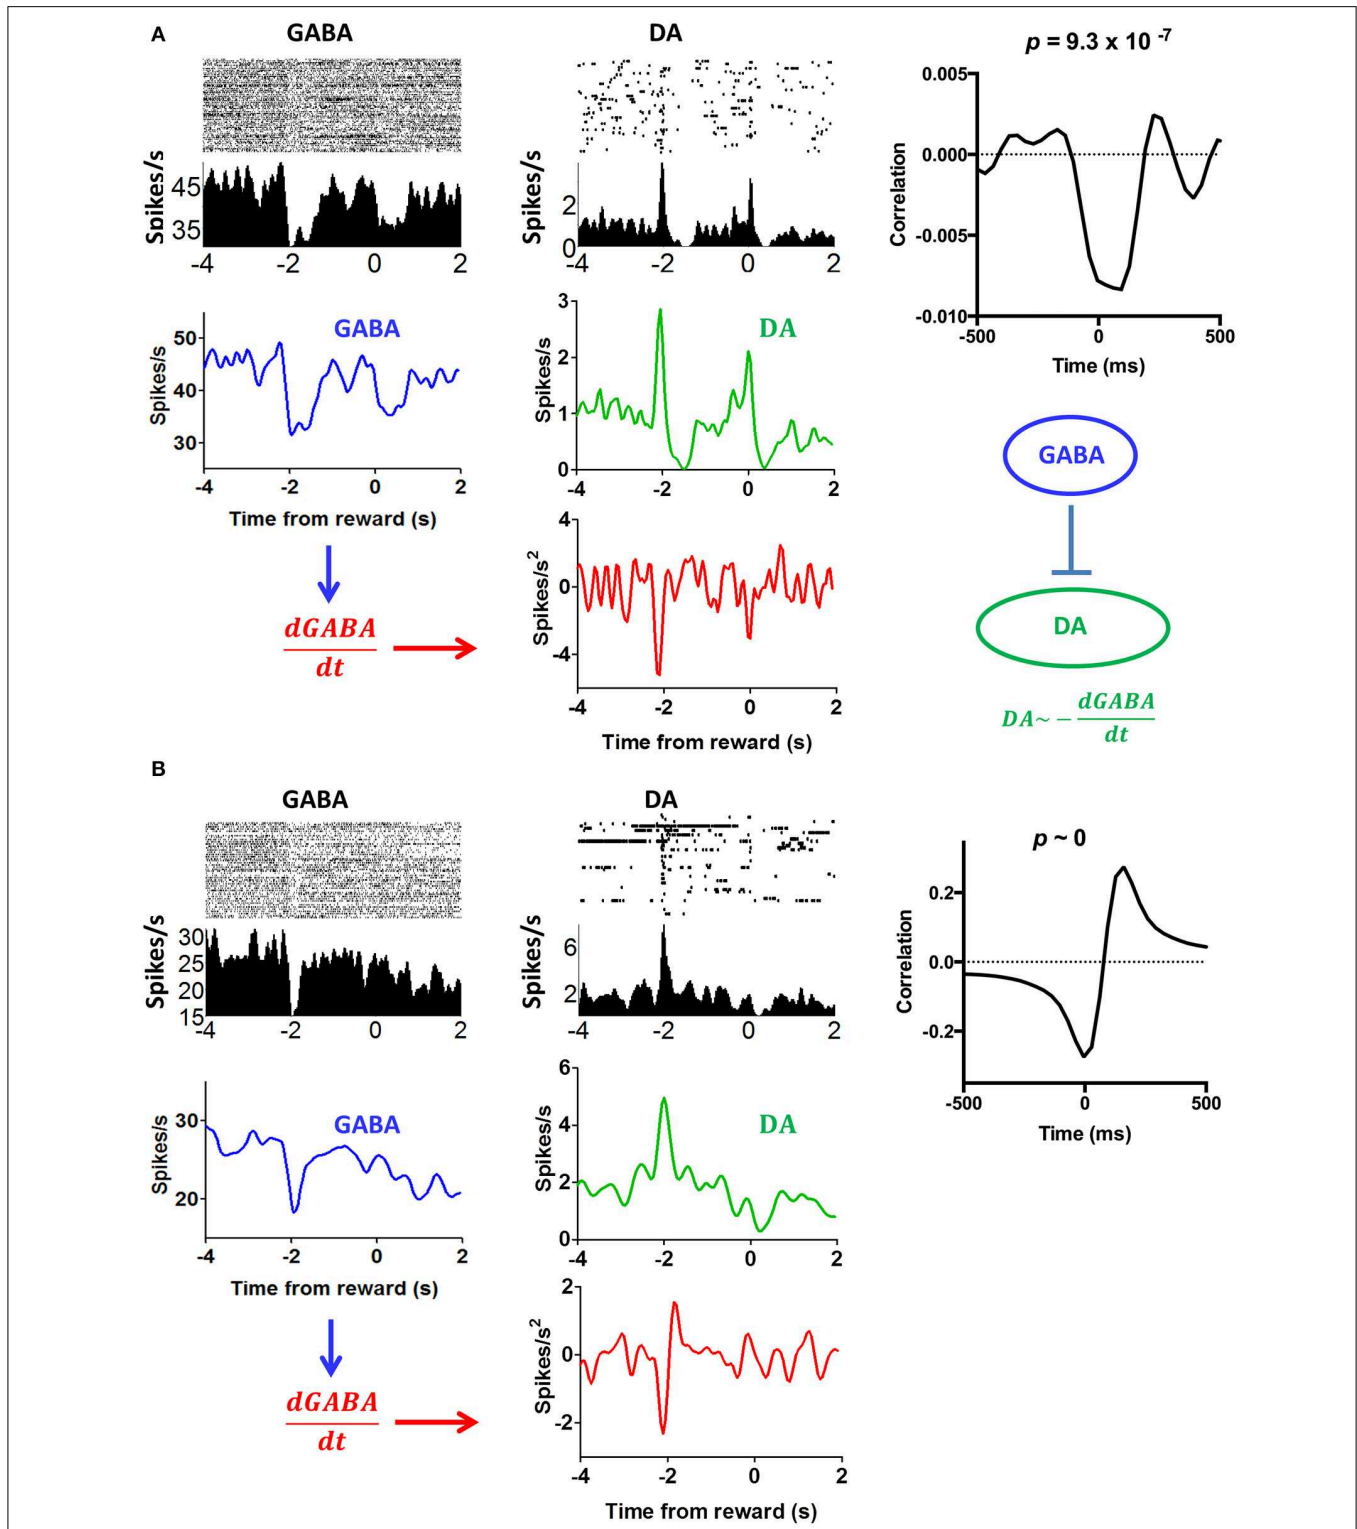 A
GABA
DA
p = 9.3 x 10 -7
Spikes/s
45
35
-4 -2 0 2
Spikes/s
2
0
-4 -2 0 2
Correlation
0.005
0.000
-0.005
-0.010
-500 0 500
Time (ms)
GABA
Spikes/s
50
40
30
-4 -2 0 2
Time from reward (s)
DA
Spikes/s
3
2
1
0
-4 -2 0 2
GABA
DA
DA~ - dGABA
dt
dGABA
dt
Spikes/s2
4
0
-4
-4 -2 0 2
Time from reward (s)
B
GABA
DA
p ~ 0
Spikes/s
30
25
20
15
-4 -2 0 2
Spikes/s
6
2
-4 -2 0 2
Correlation
0.2
0.0
-0.2
-500 0 500
Time (ms)
GABA
Spikes/s
30
20
-4 -2 0 2
Time from reward (s)
DA
Spikes/s
6
4
2
0
-4 -2 0 2
dGABA
dt
Spikes/s2
2
0
-2
-4 -2 0 2
Time from reward (s)